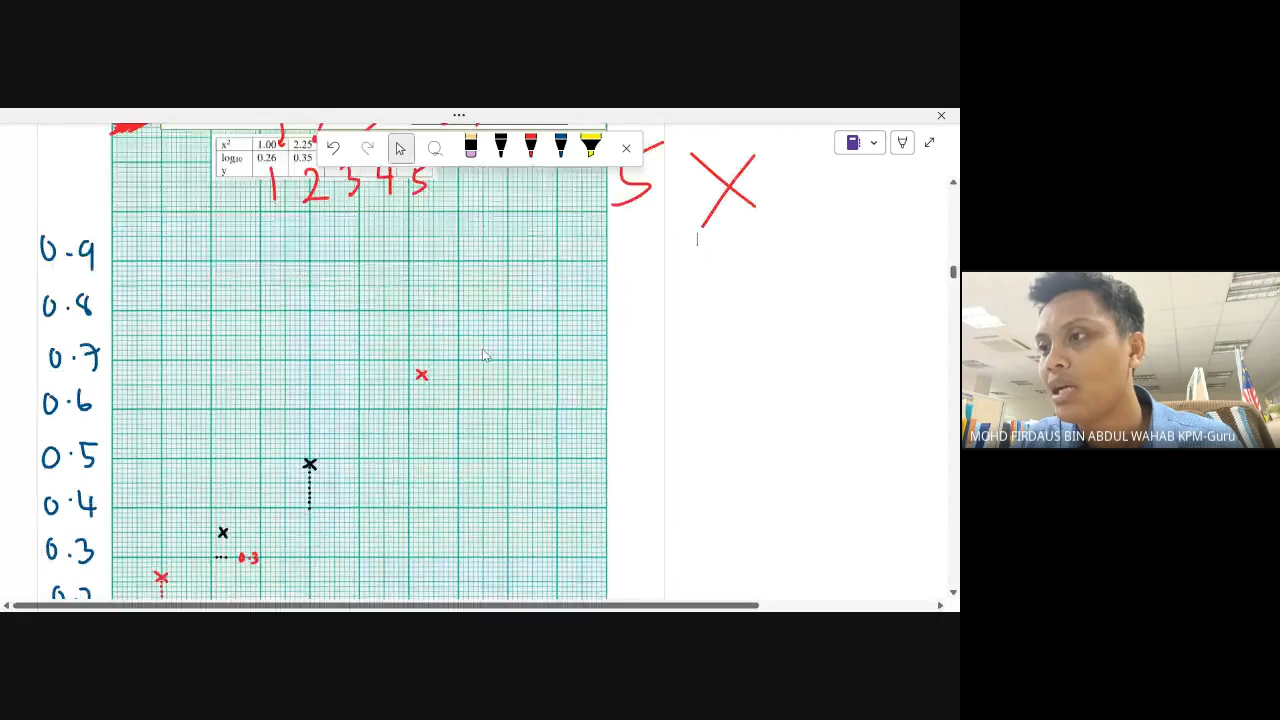 x² 1.00 2.25
log₁₀ y 0.26 0.35
1 2 3 4 5
5
0.9
0.8
0.7
0.6
0.5
0.4
0.3
0.3
MOHD FIRDAUS BIN ABDUL WAHAB KPM-Guru